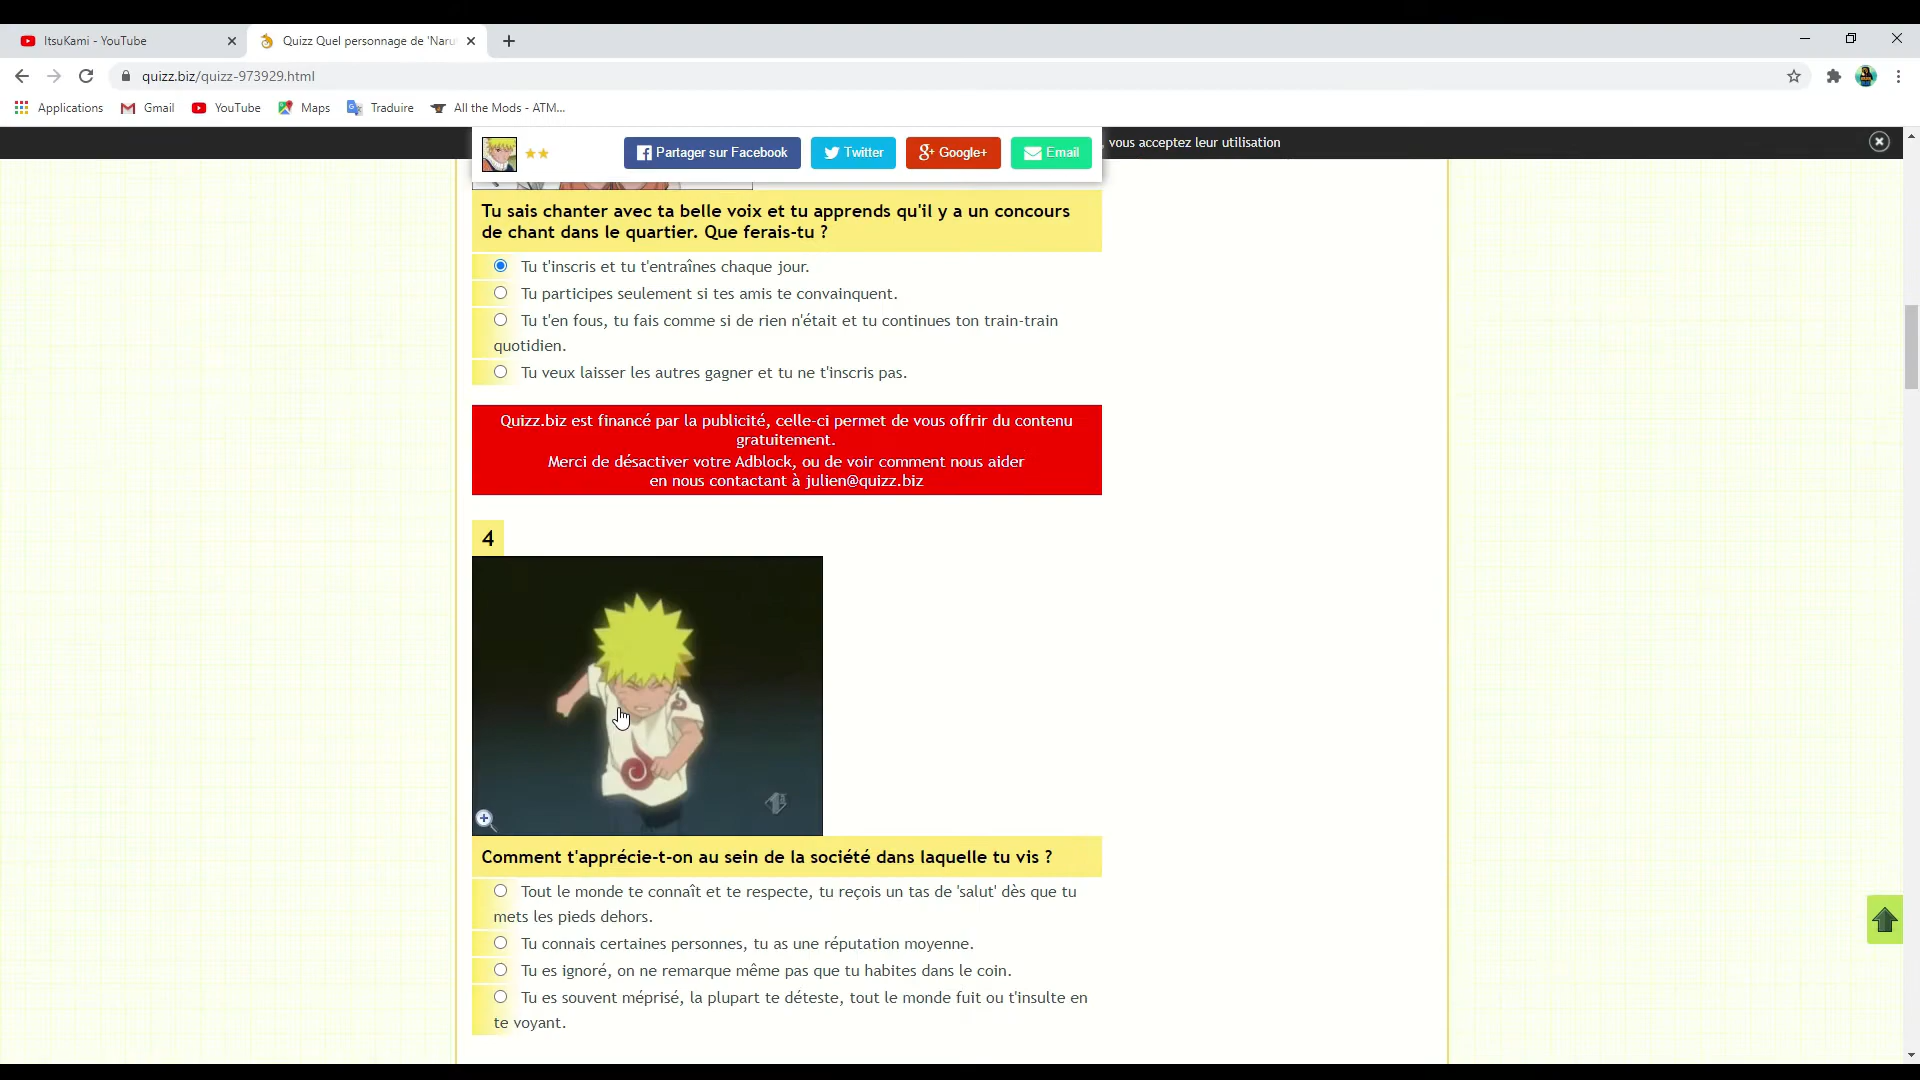 ItsuKami - YouTube
Quizz Quel personnage de 'Naru
quizz.biz/quizz-973929.html
Applications
Gmail
YouTube
Maps
Traduire
All the Mods - ATM...
Partager sur Facebook
Twitter
Google+
Email
, vous acceptez leur utilisation
Tu sais chanter avec ta belle voix et tu apprends qu'il y a un concours
de chant dans le quartier. Que ferais-tu ?
Tu t'inscris et tu t'entraînes chaque jour.
Tu participes seulement si tes amis te convainquent.
Tu t'en fous, tu fais comme si de rien n'était et tu continues ton train-train
quotidien.
Tu veux laisser les autres gagner et tu ne t'inscris pas.
Quizz.biz est financé par la publicité, celle-ci permet de vous offrir du contenu
gratuitement.
Merci de désactiver votre Adblock, ou de voir comment nous aider
en nous contactant à julien@quizz.biz
4
Comment t'apprécie-t-on au sein de la société dans laquelle tu vis ?
Tout le monde te connaît et te respecte, tu reçois un tas de 'salut' dès que tu
mets les pieds dehors.
Tu connais certaines personnes, tu as une réputation moyenne.
Tu es ignoré, on ne remarque même pas que tu habites dans le coin.
Tu es souvent méprisé, la plupart te déteste, tout le monde fuit ou t'insulte en
te voyant.